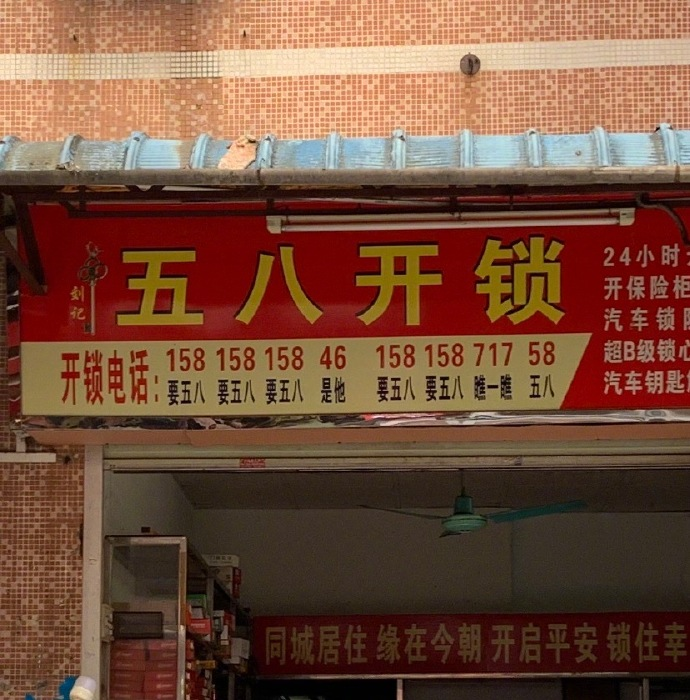 刘记
五八开锁
开锁电话:
158 158 158 46 158 158 717 58
要五八 要五八 要五八 是他 要五八 要五八 瞧一瞧 五八
24小时
开保险柜
汽车锁
超B级锁心
汽车钥匙
同城居住 缘在今朝 开启平安 锁住幸